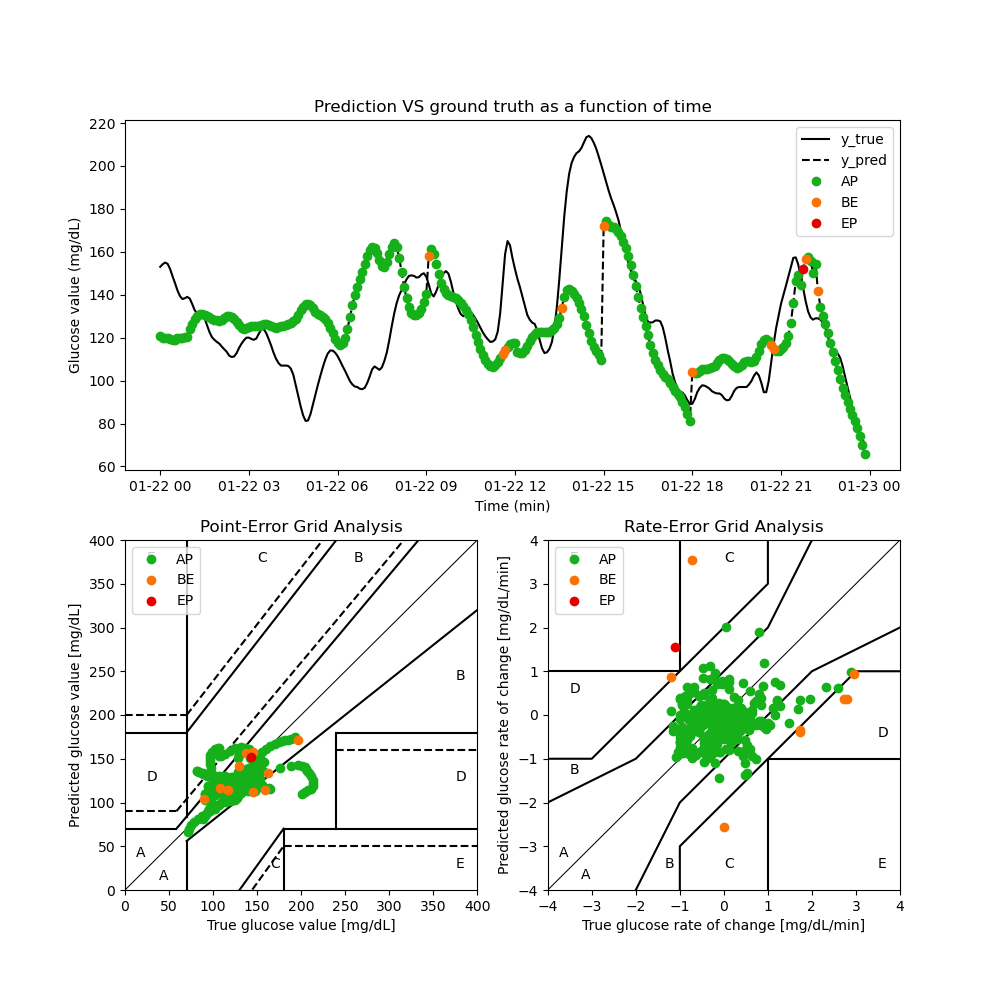 Prediction VS ground truth as a function of time
220
200
180
160
140
120
100
80
60
Glucose value (mg/dL)
y_true
y_pred
AP
BE
EP
01-22 00 01-22 03 01-22 06 01-22 09 01-22 12 01-22 15 01-22 18 01-22 21 01-23 00
Time (min)
Point-Error Grid Analysis
400
350
300
250
200
150
100
50
0
Predicted glucose value [mg/dL]
AP
BE
EP
C
B
B
D
D
A
A
C
E
0 50 100 150 200 250 300 350 400
True glucose value [mg/dL]
Rate-Error Grid Analysis
4
3
2
1
0
−1
−2
−3
−4
Predicted glucose rate of change [mg/dL/min]
AP
BE
EP
C
D
D
B
A
A
B
C
E
−4 −3 −2 −1 0 1 2 3 4
True glucose rate of change [mg/dL/min]